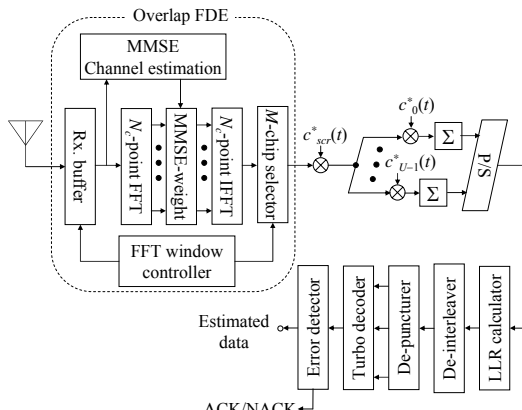 Overlap FDE
MMSE
Channel estimation
Rx. buffer
N_c-point FFT
MMSE-weight
N_c-point IFFT
M-chip selector
FFT window
controller
c*_scr(t)
c*_0(t)
c*_U-1(t)
Σ
Σ
P/S
LLR calculator
De-interleaver
De-puncturer
Turbo decoder
Error detector
Estimated
data
ACK/NACK